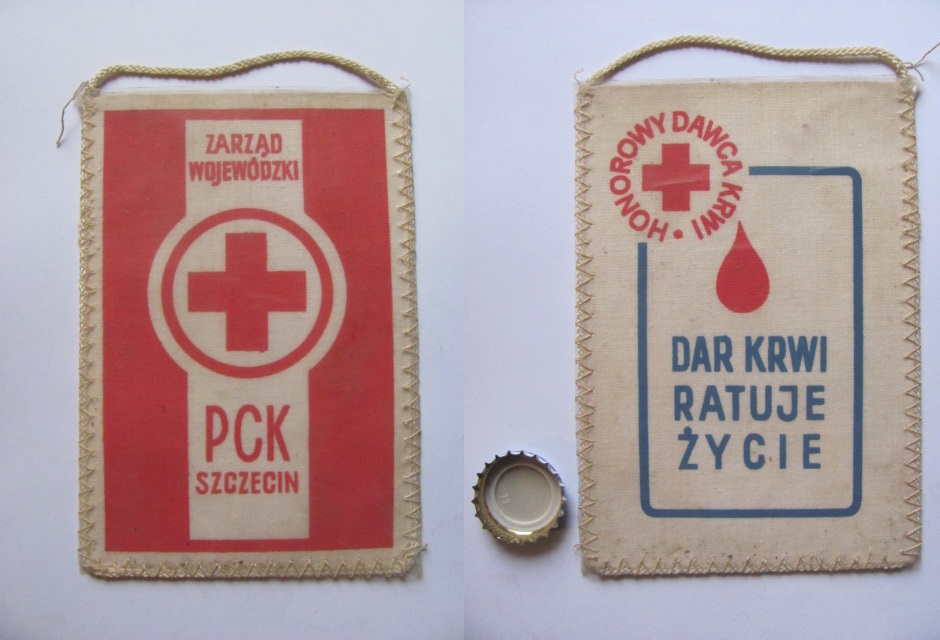 ZARZĄD
WOJEWÓDZKI
PCK
SZCZECIN
HONOROWY DAWCA KRWI •
DAR KRWI
RATUJE
ŻYCIE